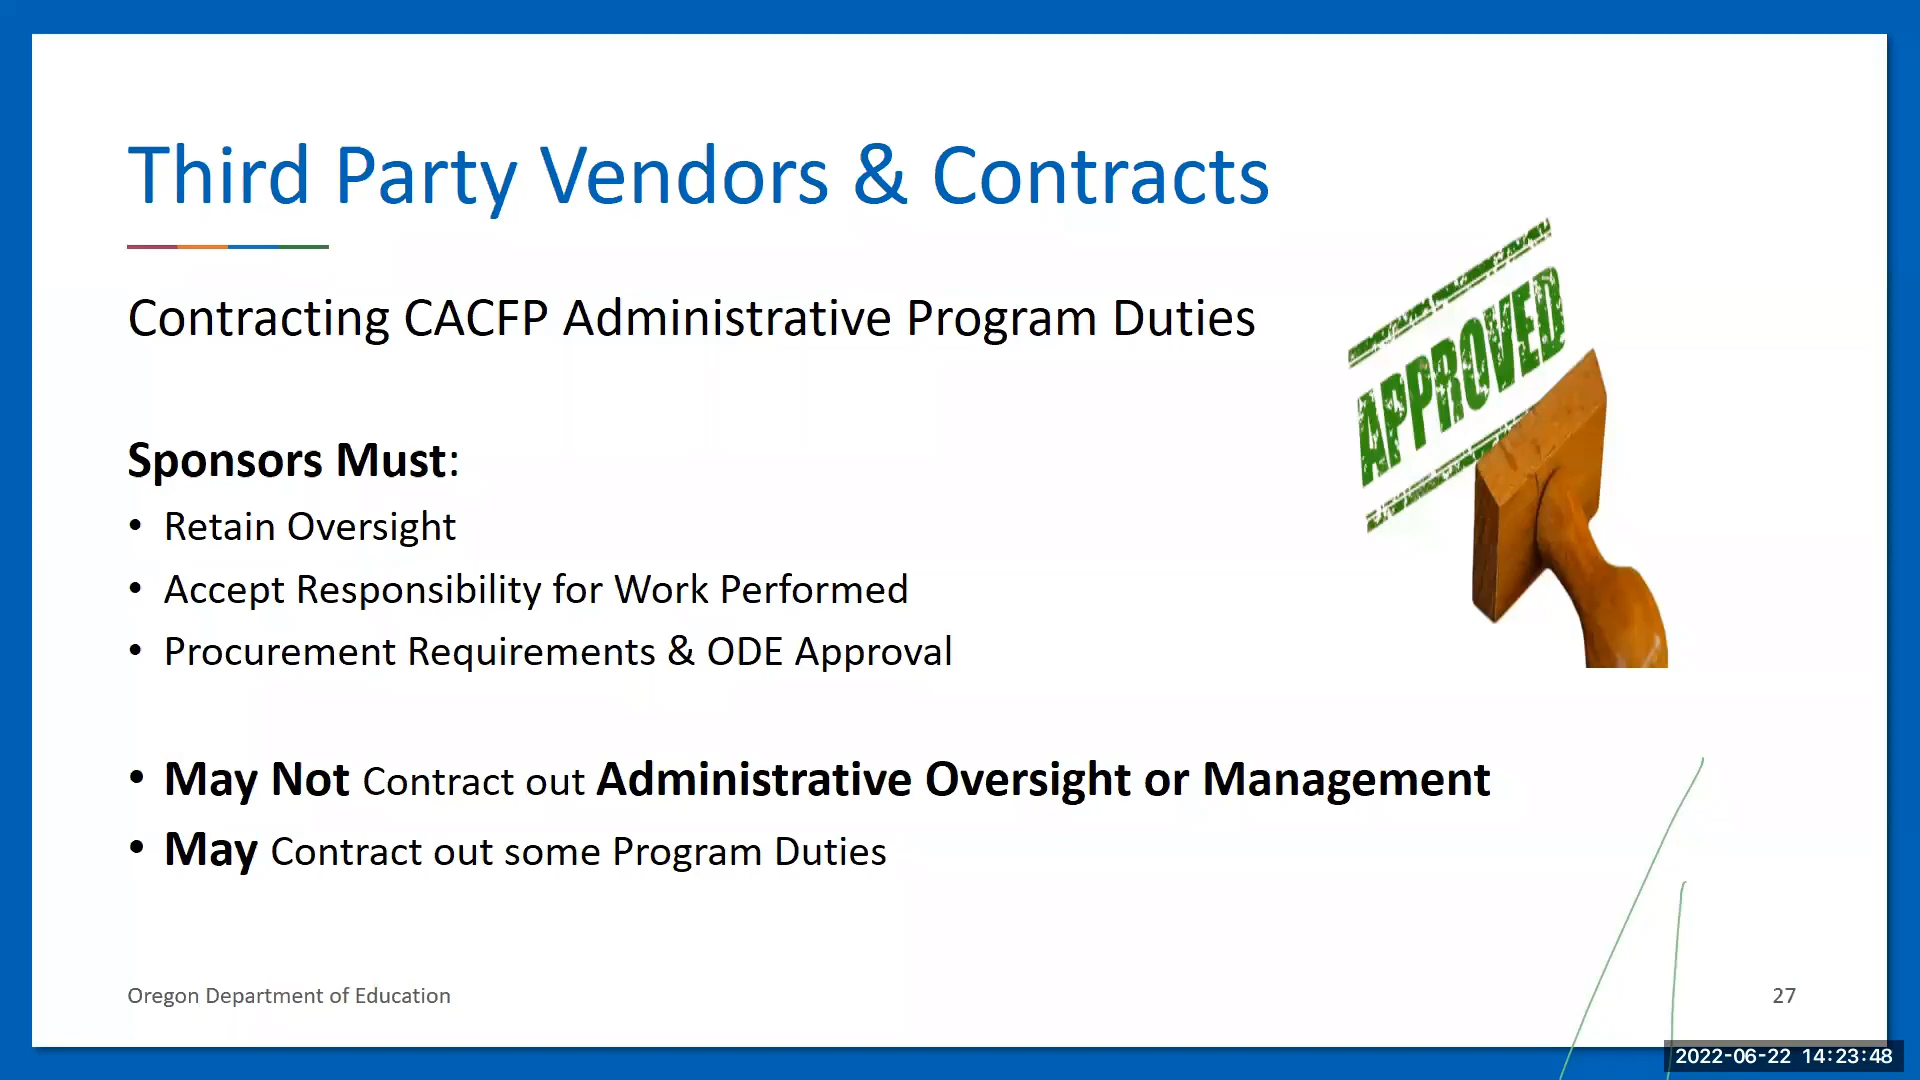 Third Party Vendors & Contracts
Contracting CACFP Administrative Program Duties
APPROVED
Sponsors Must:
• Retain Oversight
• Accept Responsibility for Work Performed
• Procurement Requirements & ODE Approval
• May Not Contract out Administrative Oversight or Management
• May Contract out some Program Duties
Oregon Department of Education
27
2022-06-22 14:23:48